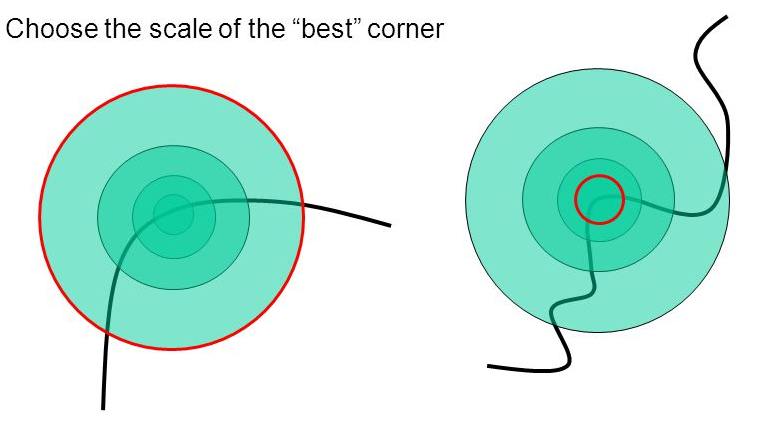 Choose the scale of the “best” corner